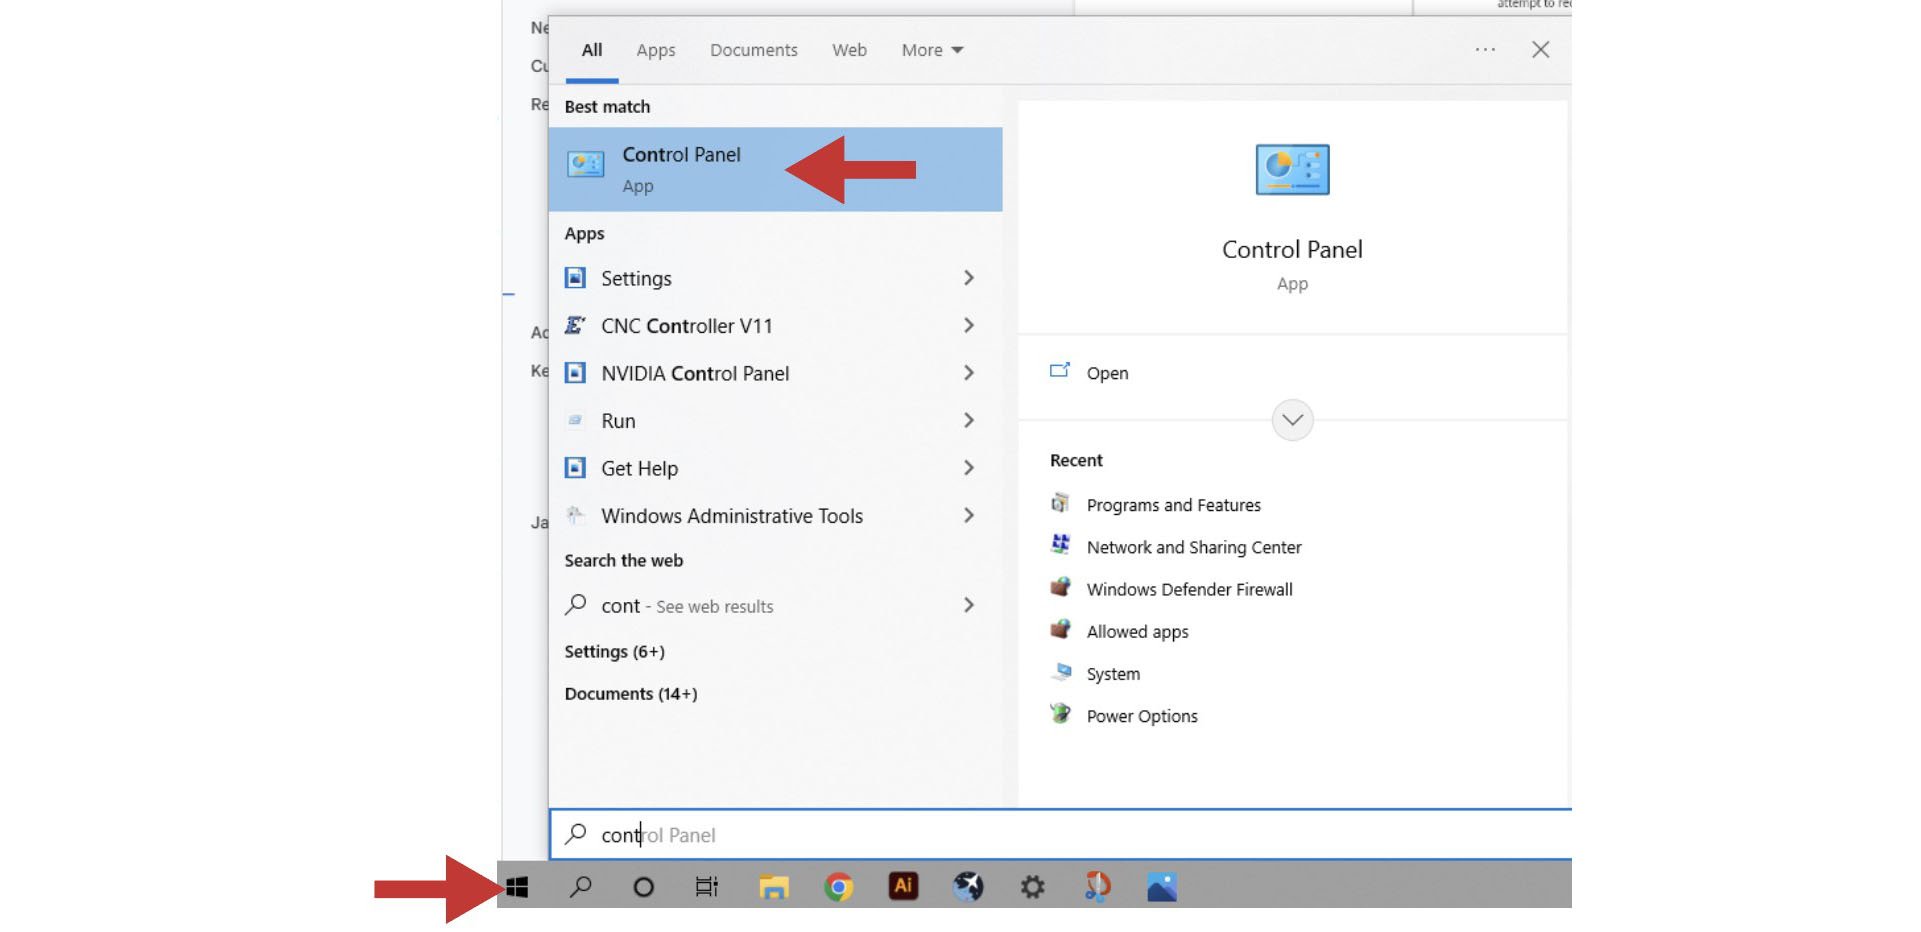 attempt to
Ne
Cu
Re
Ac
Ke
Ja
All Apps Documents Web More
Best match
Control Panel
App
Apps
Settings
CNC Controller V11
NVIDIA Control Panel
Run
Get Help
Windows Administrative Tools
Search the web
cont - See web results
Settings (6+)
Documents (14+)
Control Panel
App
Open
Recent
Programs and Features
Network and Sharing Center
Windows Defender Firewall
Allowed apps
System
Power Options
control Panel
Ai